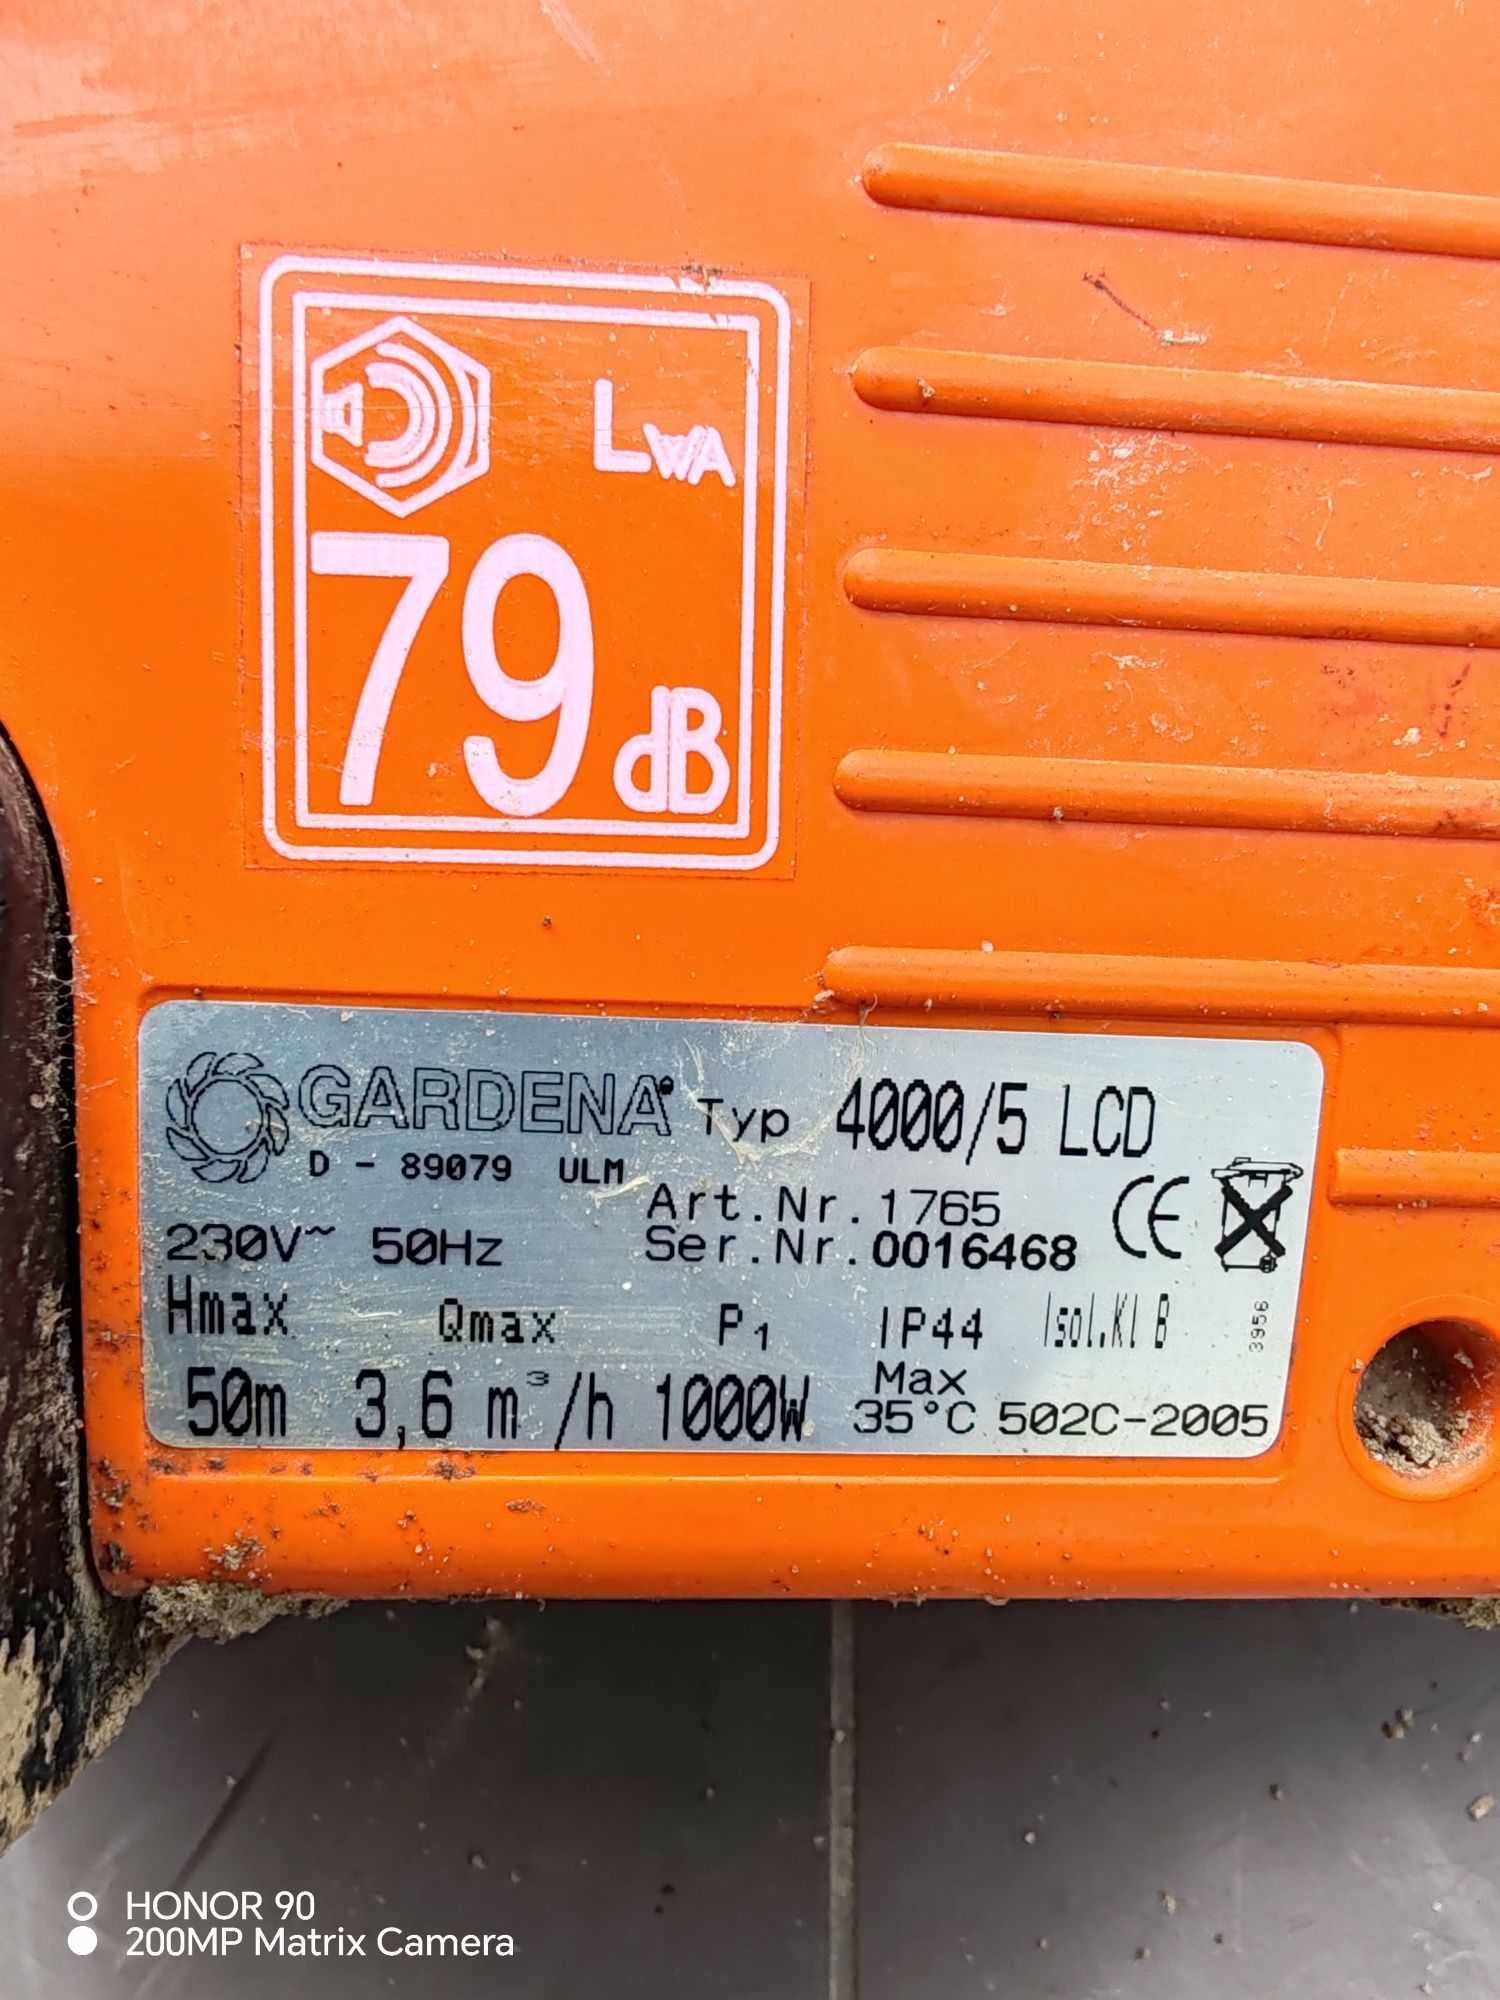 LWA
79 dB
GARDENA® Typ 4000/5 LCD
D - 89079 ULM
Art.Nr.1765
230V~ 50Hz Ser.Nr.0016468 CE
Hmax Qmax P1 IP44 Isol.Kl B
3956
Max
50m 3,6 m³/h 1000W 35°C 502C-2005
HONOR 90
200MP Matrix Camera